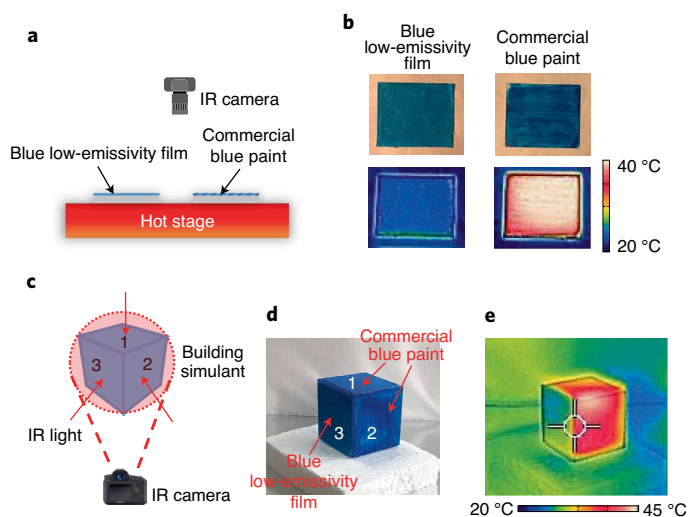 a
IR camera
Blue low-emissivity film
Commercial
blue paint
Hot stage
b
Blue
low-emissivity
film
Commercial
blue paint
40 °C
20 °C
c
1
3
2
Building
simulant
IR light
IR camera
d
Commercial
blue paint
1
3
2
Blue
low-emissivity
film
e
20 °C
45 °C